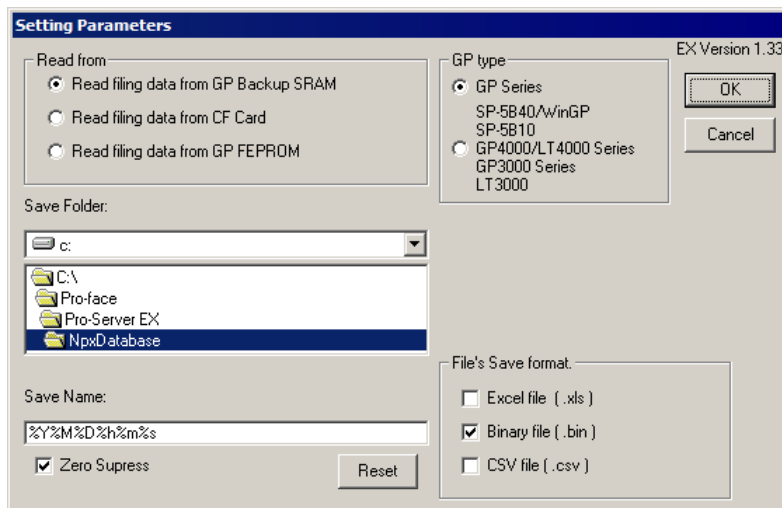 Setting Parameters
EX Version 1.33
Read from
Read filing data from GP Backup SRAM
Read filing data from CF Card
Read filing data from GP FEPROM
GP type
GP Series
SP-5B40/WinGP
SP-5B10
GP4000/LT4000 Series
GP3000 Series
LT3000
OK
Cancel
Save Folder:
c:
C:\
Pro-face
Pro-Server EX
NpxDatabase
Save Name:
%Y%M%D%h%m%s
Zero Supress
Reset
File's Save format.
Excel file ( .xls )
Binary file ( .bin )
CSV file ( .csv )